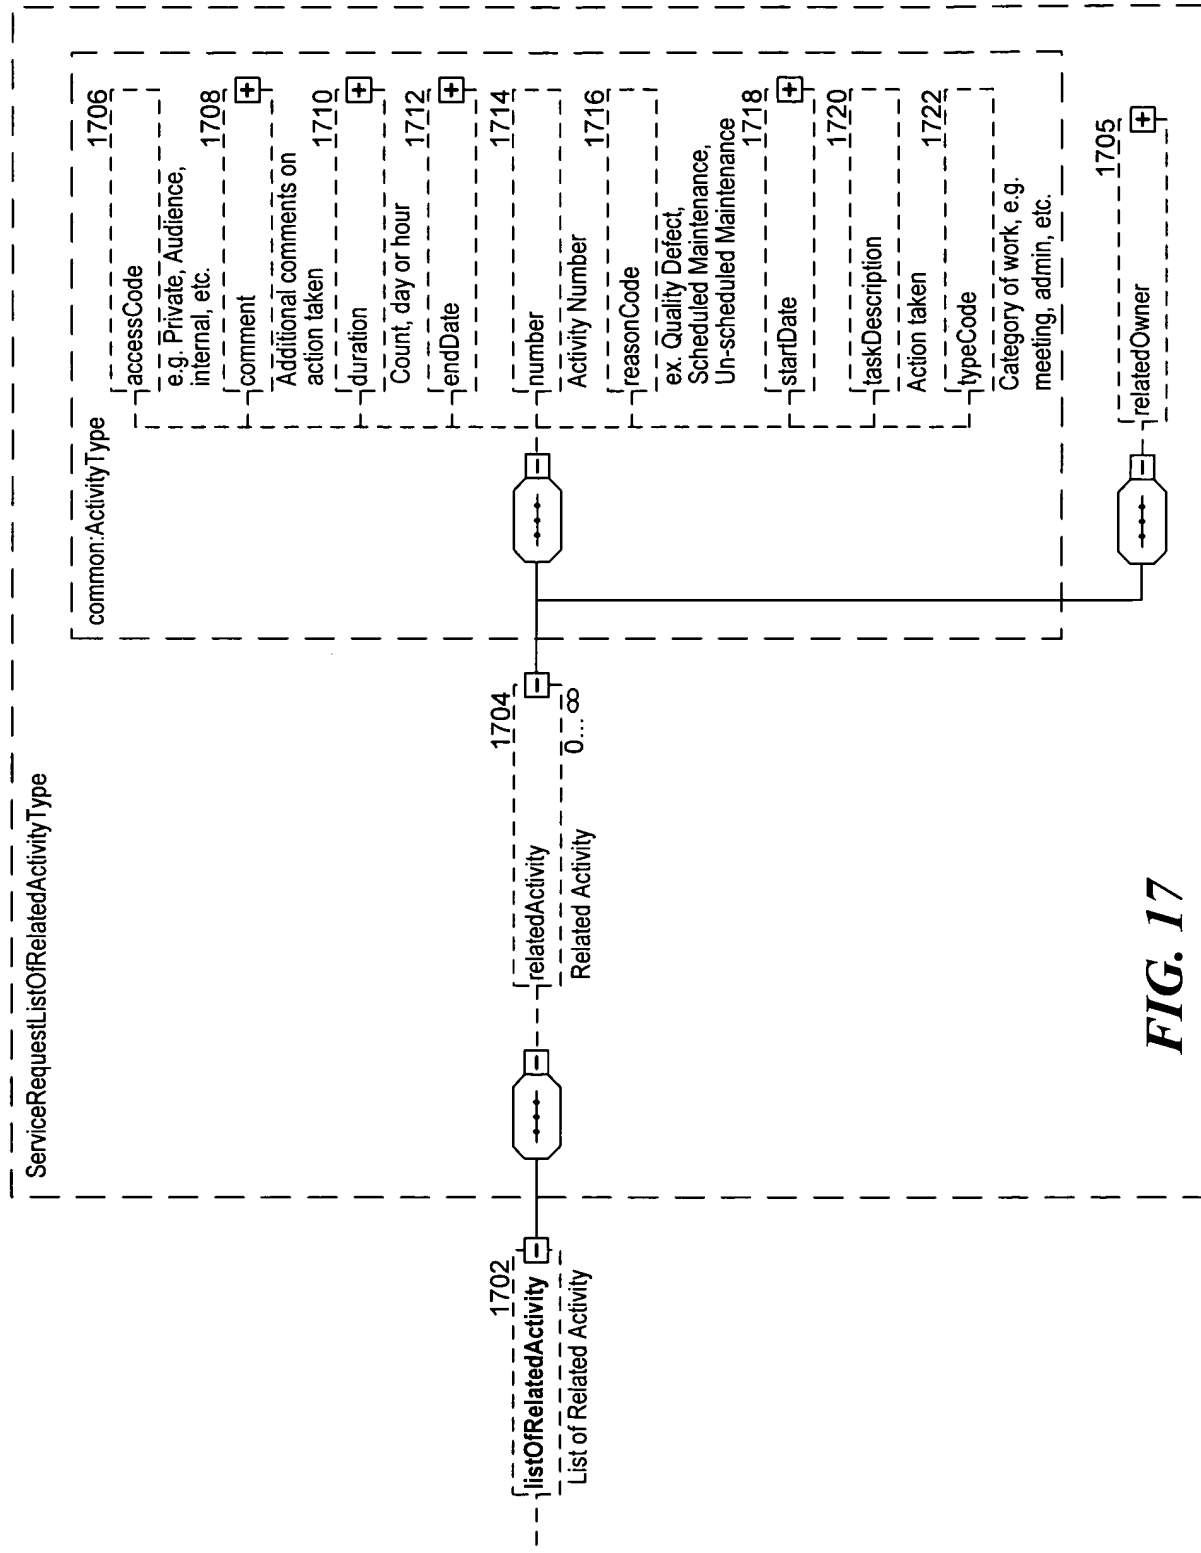 ServiceRequestListOfRelatedActivityType
common:ActivityType
1702
listOfRelatedActivity
List of Related Activity
1704
relatedActivity
0... ∞
Related Activity
1706
accessCode
e.g. Private, Audience,
internal, etc.
1708
comment
Additional comments on
action taken
1710
duration
Count, day or hour
1712
endDate
1714
number
Activity Number
1716
reasonCode
ex. Quality Defect,
Scheduled Maintenance,
Un-scheduled Maintenance
1718
startDate
1720
taskDescription
Action taken
1722
typeCode
Category of work, e.g.
meeting, admin, etc.
1705
relatedOwner
FIG. 17